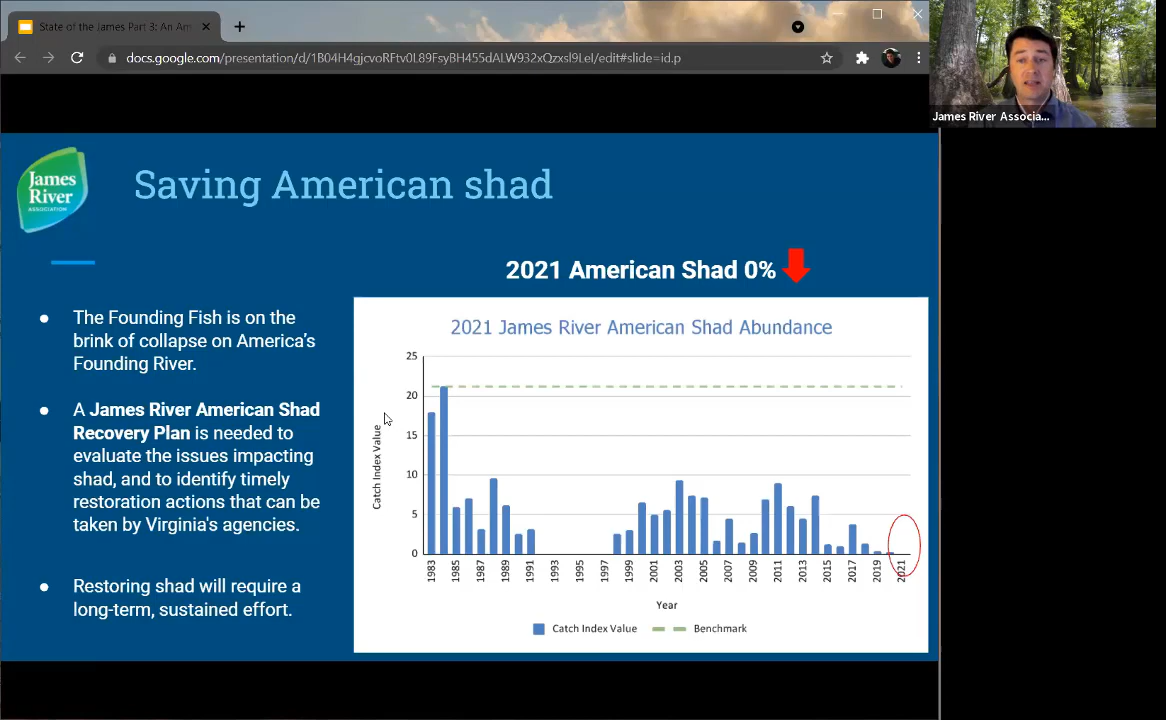 State of the James Part 3: An Am
docs.google.com/presentation/d/1B04H4gjcvoRFtv0L89FsyBH455dALW932xQzxsl9LeI/edit#slide=id.p
James River Associa...
James
River
ASSOCIATION
Saving American shad
2021 American Shad 0%
The Founding Fish is on the
brink of collapse on America's
Founding River.
A James River American Shad
Recovery Plan is needed to
evaluate the issues impacting
shad, and to identify timely
restoration actions that can be
taken by Virginia's agencies.
Restoring shad will require a
long-term, sustained effort.
2021 James River American Shad Abundance
Catch Index Value
25
20
15
10
5
0
1983
1985
1987
1989
1991
1993
1995
1997
1999
2001
2003
2005
2007
2009
2011
2013
2015
2017
2019
2021
Year
Catch Index Value
Benchmark